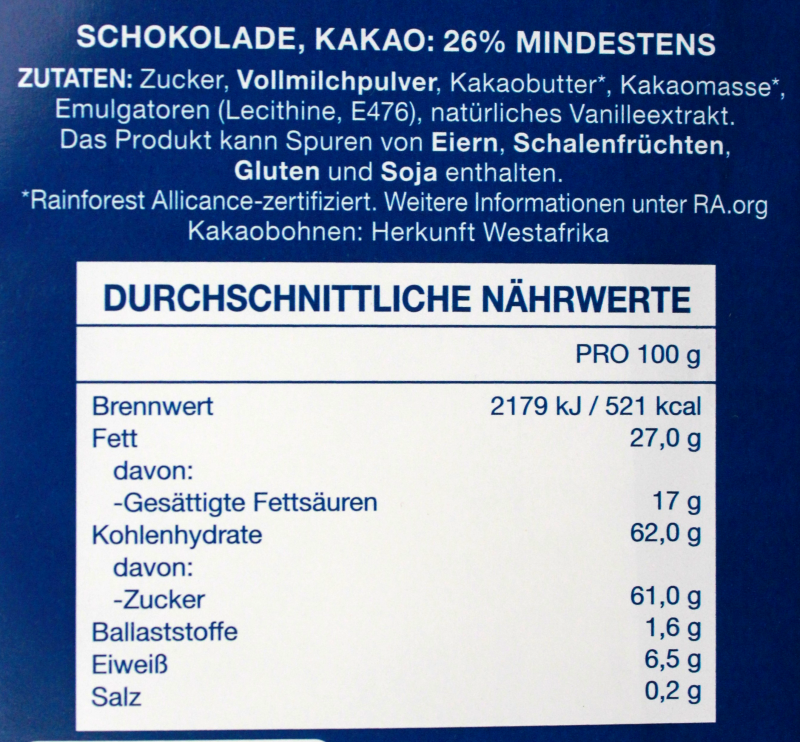 SCHOKOLADE, KAKAO: 26% MINDESTENS
ZUTATEN: Zucker, Vollmilchpulver, Kakaobutter*, Kakaomasse*,
Emulgatoren (Lecithine, E476), natürliches Vanilleextrakt.
Das Produkt kann Spuren von Eiern, Schalenfrüchten,
Gluten und Soja enthalten.
*Rainforest Allicance-zertifiziert. Weitere Informationen unter RA.org
Kakaobohnen: Herkunft Westafrika
DURCHSCHNITTLICHE NÄHRWERTE
PRO 100 g
Brennwert 2179 kJ / 521 kcal
Fett 27,0 g
davon:
-Gesättigte Fettsäuren 17 g
Kohlenhydrate 62,0 g
davon:
-Zucker 61,0 g
Ballaststoffe 1,6 g
Eiweiß 6,5 g
Salz 0,2 g